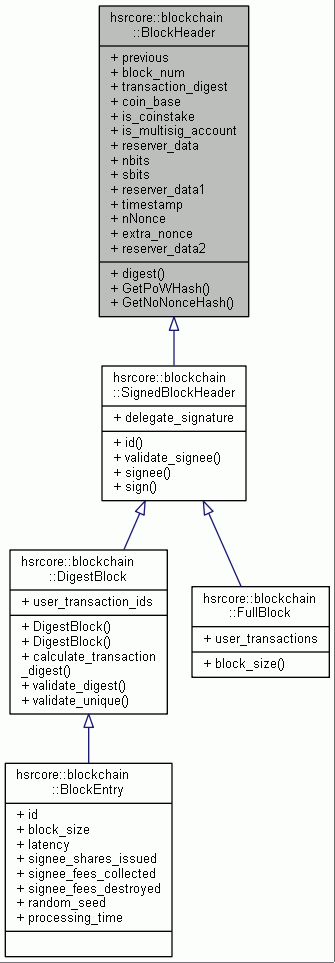 hsrcore::blockchain
::BlockHeader
+ previous
+ block_num
+ transaction_digest
+ coin_base
+ is_coinstake
+ is_multisig_account
+ reserver_data
+ nbits
+ sbits
+ reserver_data1
+ timestamp
+ nNonce
+ extra_nonce
+ reserver_data2
+ digest()
+ GetPoWHash()
+ GetNoNonceHash()
hsrcore::blockchain
::SignedBlockHeader
+ delegate_signature
+ id()
+ validate_signee()
+ signee()
+ sign()
hsrcore::blockchain
::DigestBlock
+ user_transaction_ids
+ DigestBlock()
+ DigestBlock()
+ calculate_transaction
_digest()
+ validate_digest()
+ validate_unique()
hsrcore::blockchain
::FullBlock
+ user_transactions
+ block_size()
hsrcore::blockchain
::BlockEntry
+ id
+ block_size
+ latency
+ signee_shares_issued
+ signee_fees_collected
+ signee_fees_destroyed
+ random_seed
+ processing_time